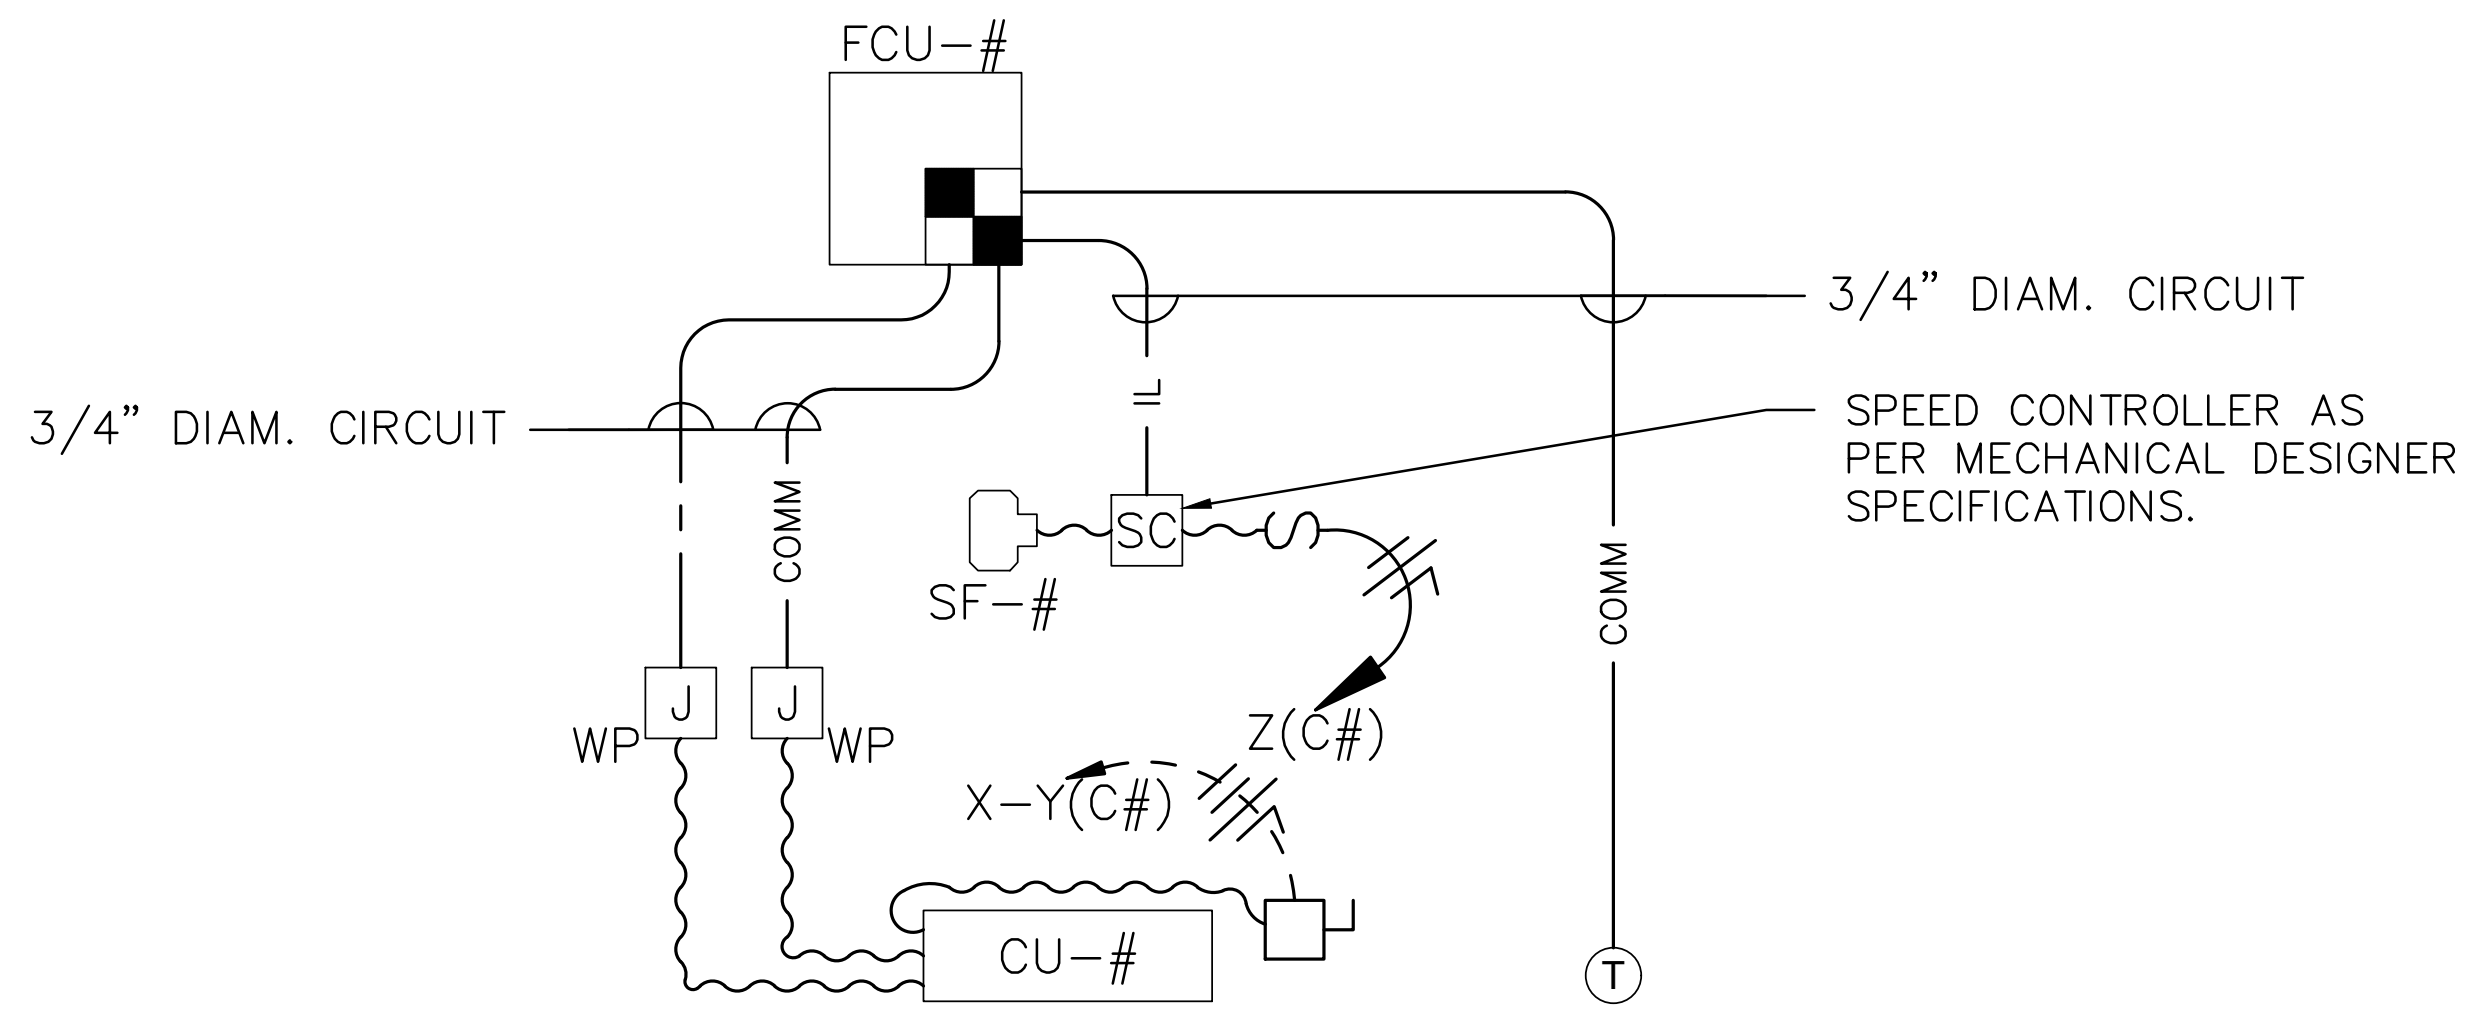 FCU-#
3/4" DIAM. CIRCUIT
IL
SPEED CONTROLLER AS
PER MECHANICAL DESIGNER
SPECIFICATIONS.
3/4" DIAM. CIRCUIT
COMM
SC
S
COMM
SF-#
J
J
WP
WP
Z(C#)
X-Y(C#)
CU-#
T